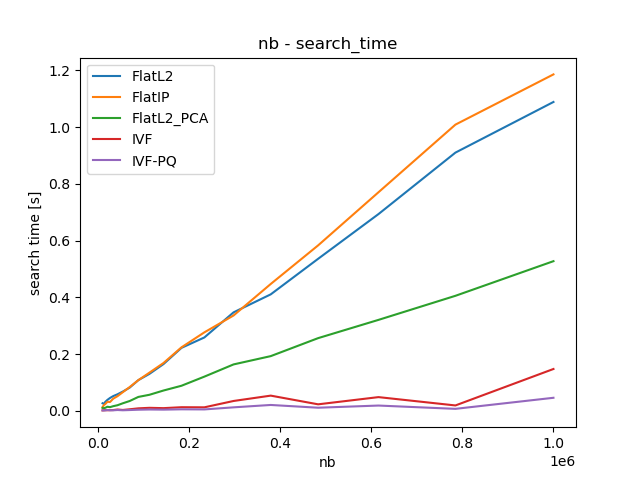 nb - search_time
FlatL2
FlatIP
FlatL2_PCA
IVF
IVF-PQ
search time [s]
1.2
1.0
0.8
0.6
0.4
0.2
0.0
0.0 0.2 0.4 0.6 0.8 1.0
1e6
nb